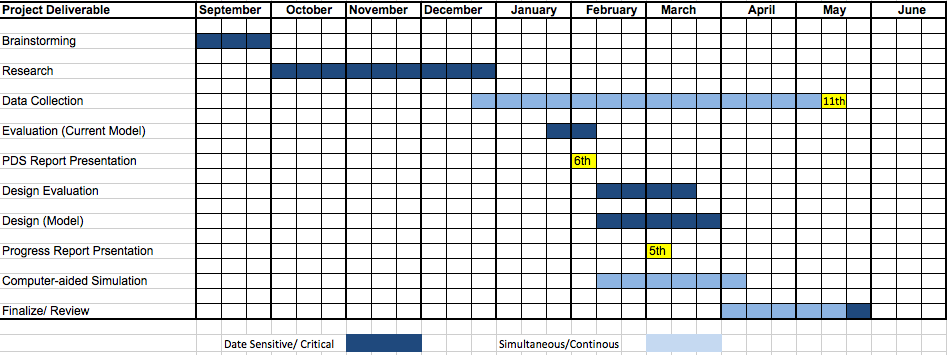 Project Deliverable September October November December January February March April May June
Brainstorming
Research
Data Collection 11th
Evaluation (Current Model)
PDS Report Presentation 6th
Design Evaluation
Design (Model)
Progress Report Prsentation 5th
Computer-aided Simulation
Finalize/ Review
Date Sensitive/ Critical Simultaneous/Continous